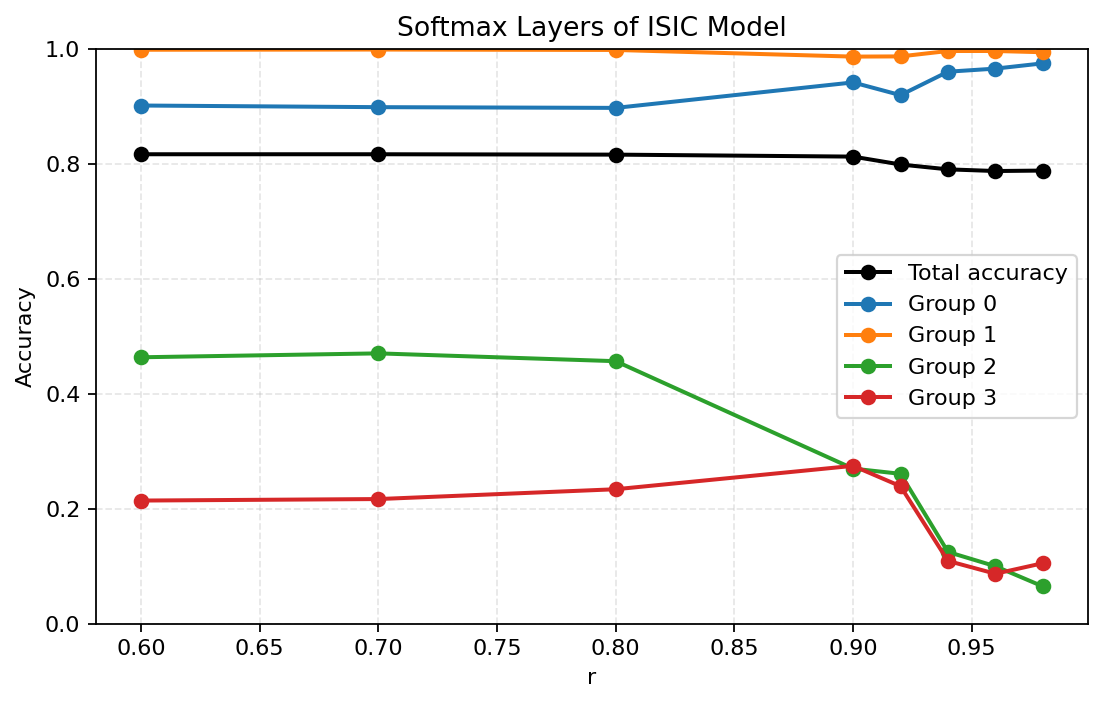 Softmax Layers of ISIC Model
Accuracy
1.0
0.8
0.6
0.4
0.2
0.0
Total accuracy
Group 0
Group 1
Group 2
Group 3
0.60 0.65 0.70 0.75 0.80 0.85 0.90 0.95
r